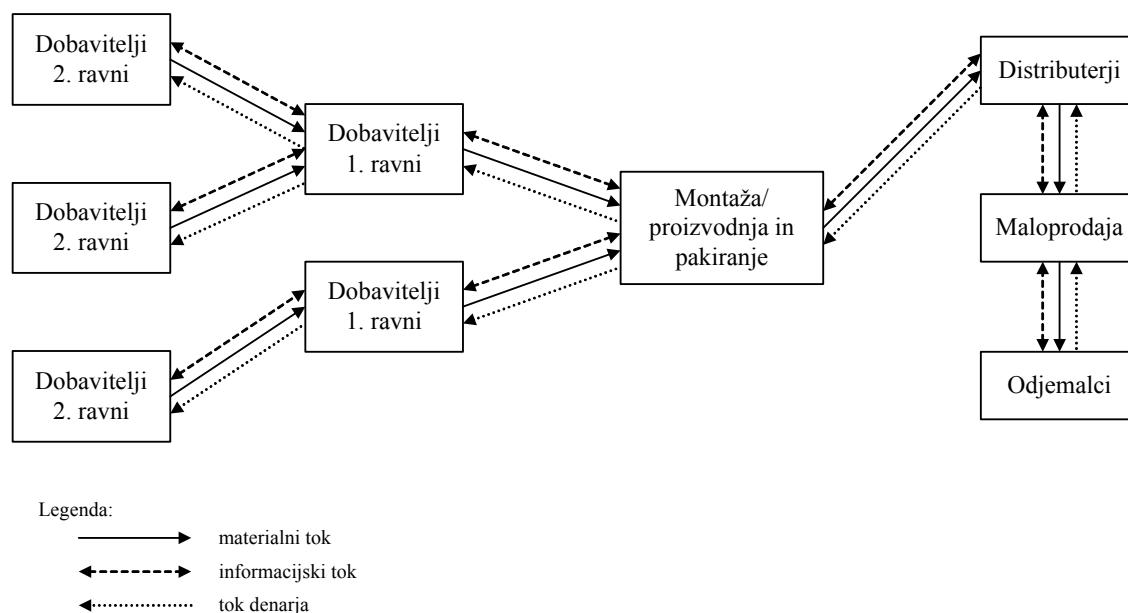 Dobavitelji
2. ravni
Dobavitelji
2. ravni
Dobavitelji
2. ravni
Dobavitelji
1. ravni
Dobavitelji
1. ravni
Montaža/
proizvodnja in
pakiranje
Distributerji
Maloprodaja
Odjemalci
Legenda:
materialni tok
informacijski tok
tok denarja